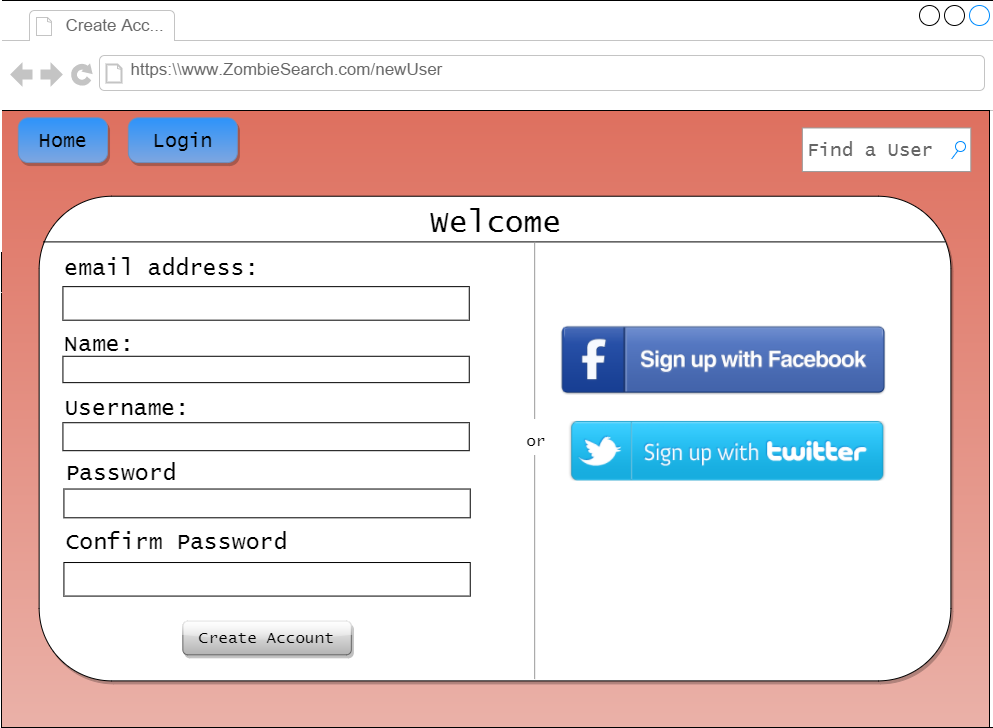 Create Acc...
https:\\www.ZombieSearch.com/newUser
Home
Login
Find a User
Welcome
email address:
Name:
Username:
Password
Confirm Password
Create Account
or
f
Sign up with Facebook
Sign up with twitter